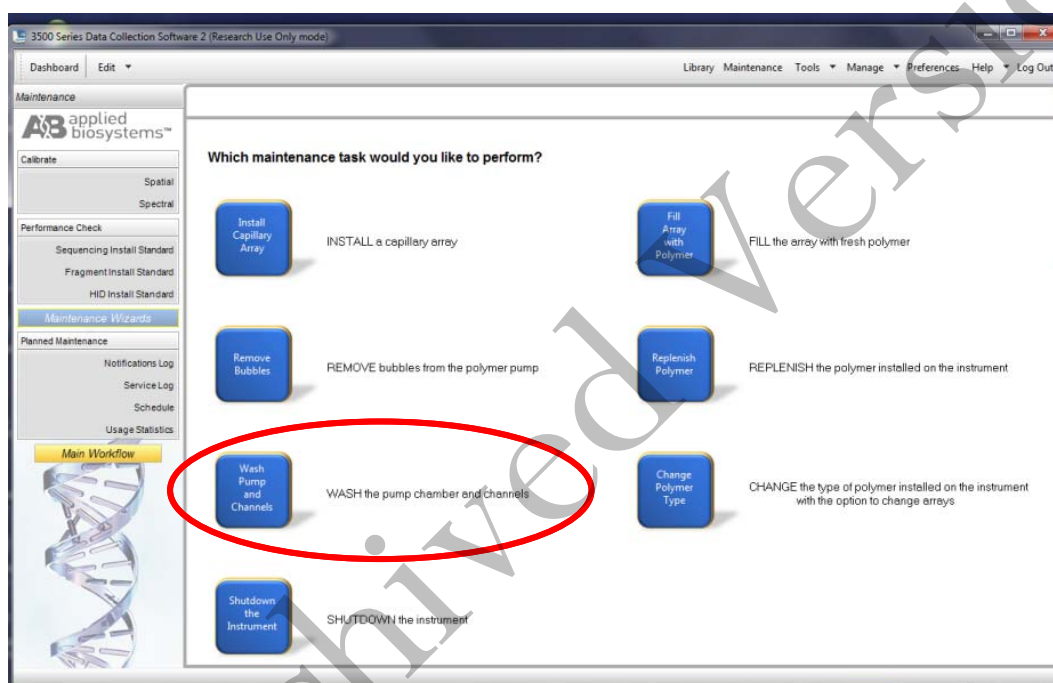 3500 Series Data Collection Software 2 (Research Use Only mode)
Dashboard Edit
Library Maintenance Tools Manage Preferences Help Log Out
Maintenance
AB applied
biosystems™
Calibrate
Spatial
Spectral
Performance Check
Sequencing Install Standard
Fragment Install Standard
HID Install Standard
Maintenance Wizards
Planned Maintenance
Notifications Log
Service Log
Schedule
Usage Statistics
Main Workflow
Which maintenance task would you like to perform?
Install
Capillary
Array
INSTALL a capillary array
Fill
Array
with
Polymer
FILL the array with fresh polymer
Remove
Bubbles
REMOVE bubbles from the polymer pump
Replenish
Polymer
REPLENISH the polymer installed on the instrument
Wash
Pump
and
Channels
WASH the pump chamber and channels
Change
Polymer
Type
CHANGE the type of polymer installed on the instrument
with the option to change arrays
Shutdown
the
Instrument
SHUTDOWN the instrument